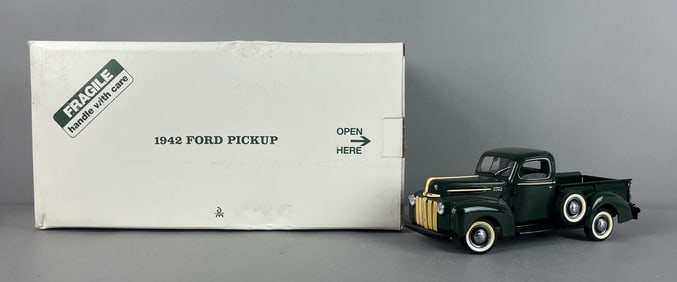 FRAGILE
handle with care
1942 FORD PICKUP
OPEN
HERE